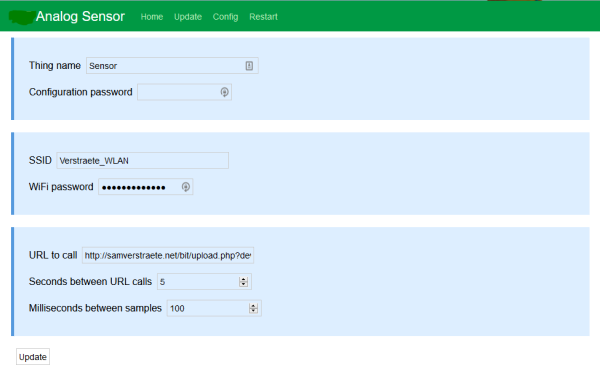 Analog Sensor Home Update Config Restart
Thing name Sensor
Configuration password
SSID Verstraete_WLAN
WiFi password ●●●●●●●●●●●●●
URL to call http://samverstraete.net/bit/upload.php?de
Seconds between URL calls 5
Milliseconds between samples 100
Update